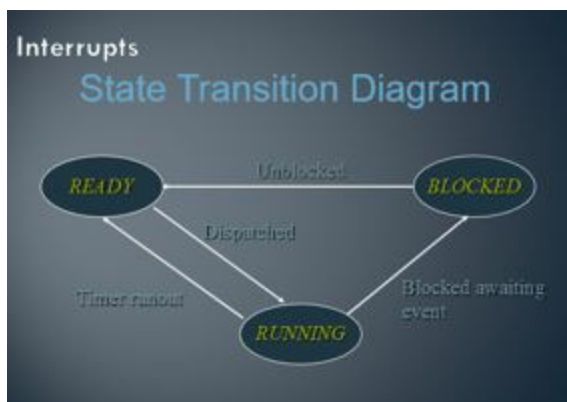 Interrupts
State Transition Diagram
Unblocked
READY
BLOCKED
Dispatched
Timer runout
Blocked awaiting
event
RUNNING